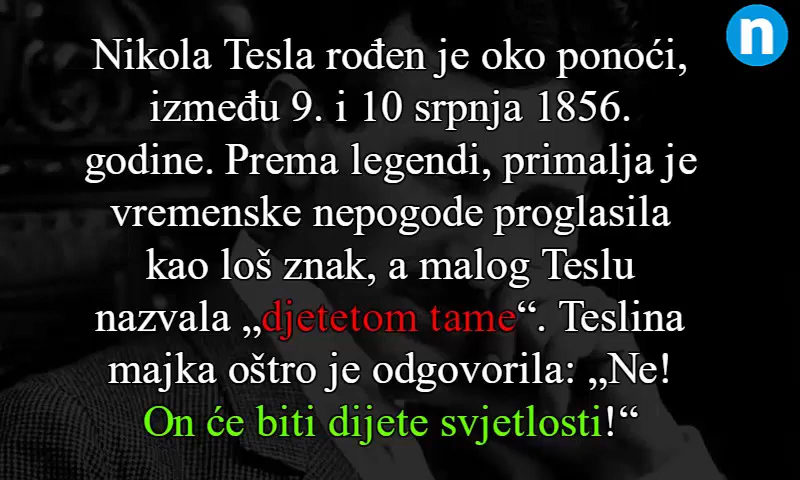 n
Nikola Tesla rođen je oko ponoći,
između 9. i 10 srpnja 1856.
godine. Prema legendi, primalja je
vremenske nepogode proglasila
kao loš znak, a malog Teslu
nazvala „djetetom tame“. Teslina
majka oštro je odgovorila: „Ne!
On će biti dijete svjetlosti!“